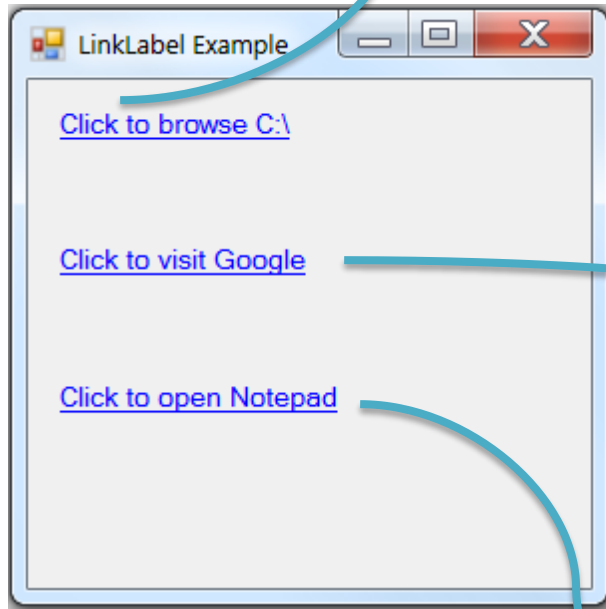 LinkLabel Example
Click to browse C:\
Click to visit Google
Click to open Notepad